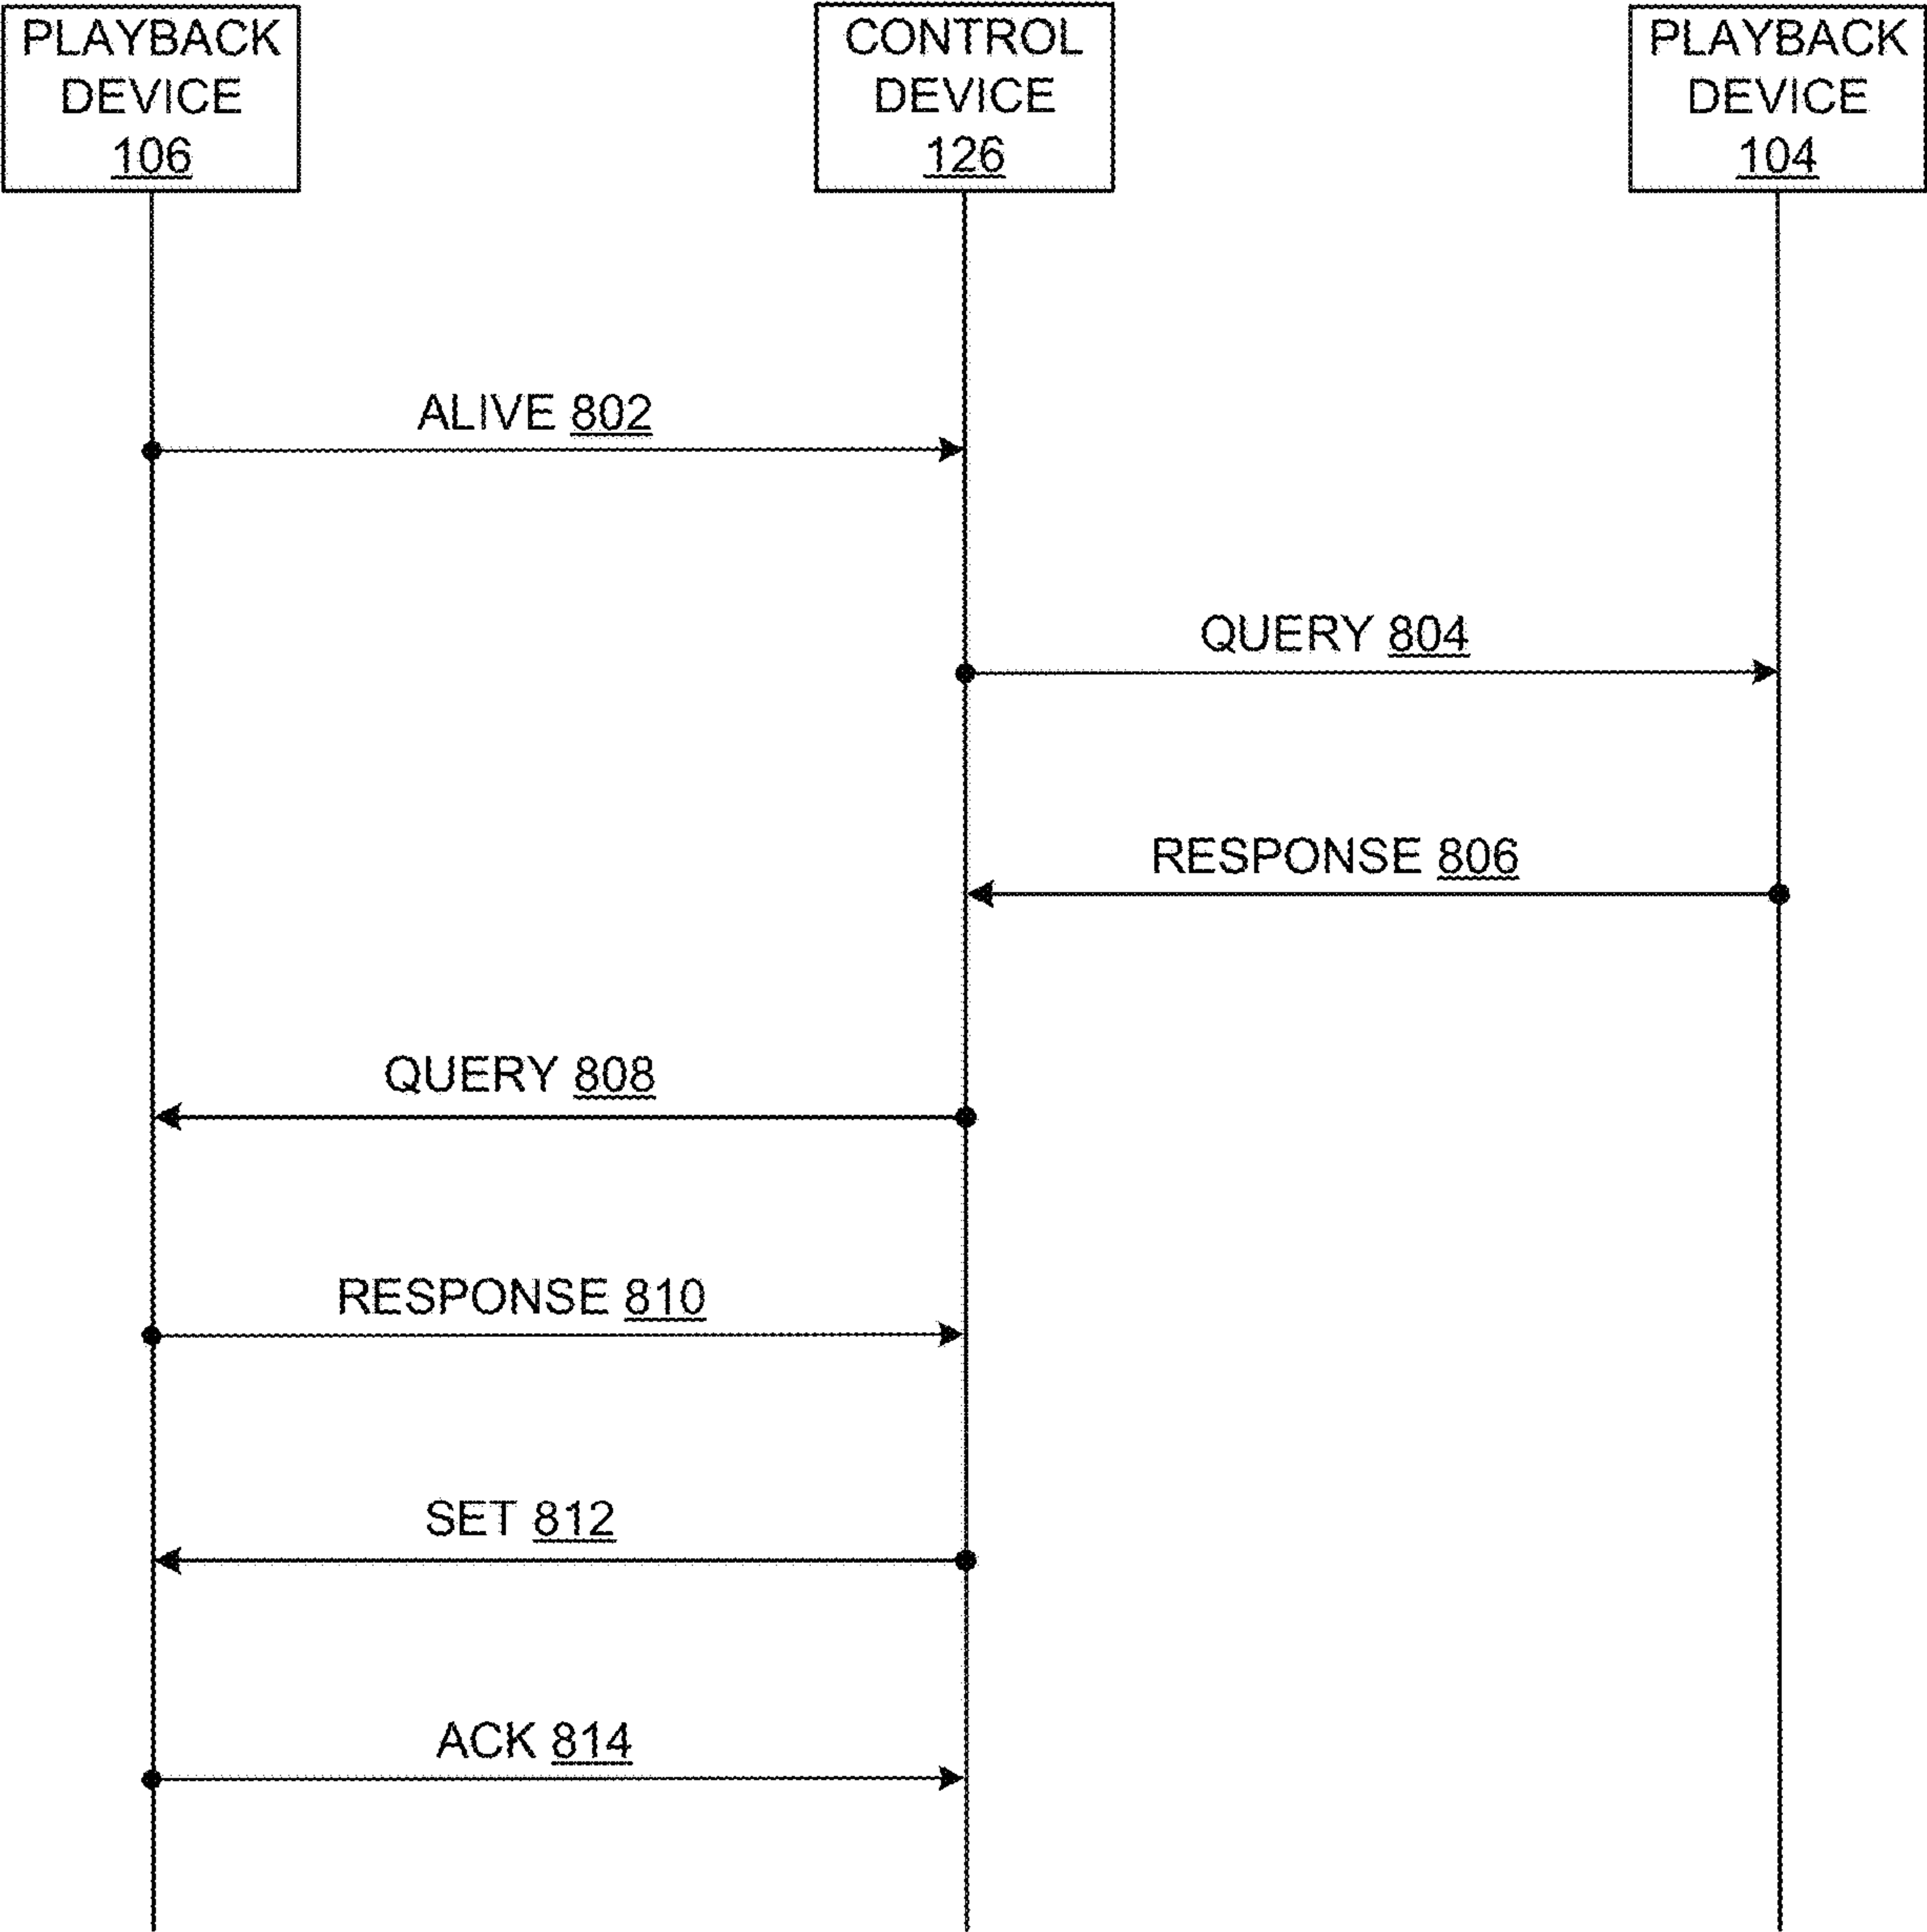 PLAYBACK
DEVICE
106
CONTROL
DEVICE
126
PLAYBACK
DEVICE
104
ALIVE 802
QUERY 804
RESPONSE 806
QUERY 808
RESPONSE 810
SET 812
ACK 814